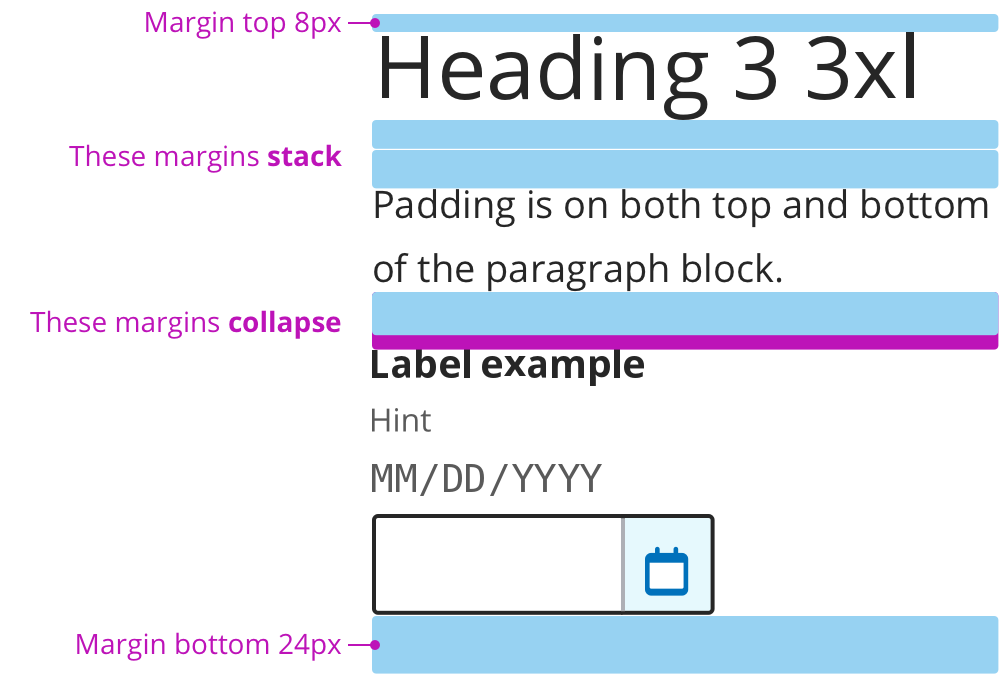 Margin top 8px
Heading 3 3xl
These margins stack
Padding is on both top and bottom
of the paragraph block.
These margins collapse
Label example
Hint
MM/DD/YYYY
Margin bottom 24px